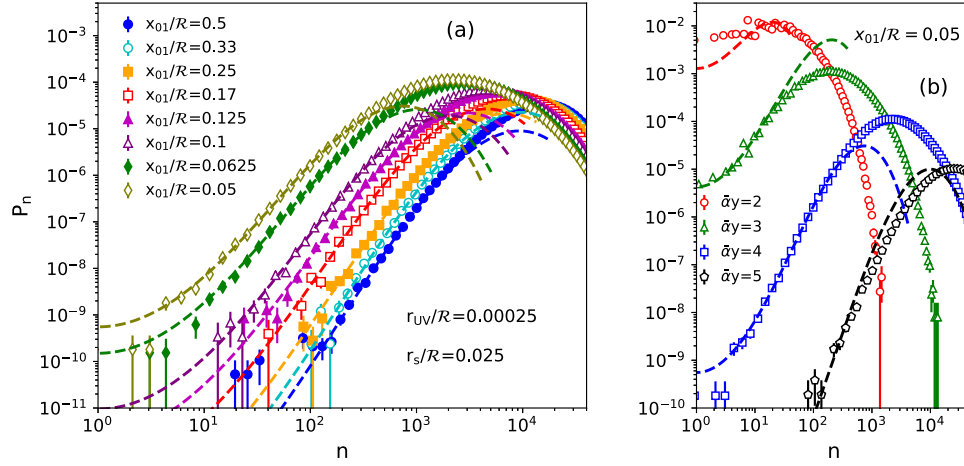 (a)
x₀₁/ℛ=0.5
x₀₁/ℛ=0.33
x₀₁/ℛ=0.25
x₀₁/ℛ=0.17
x₀₁/ℛ=0.125
x₀₁/ℛ=0.1
x₀₁/ℛ=0.0625
x₀₁/ℛ=0.05
r_UV/ℛ=0.00025
r_s/ℛ=0.025
P_n
10⁻³
10⁻⁴
10⁻⁵
10⁻⁶
10⁻⁷
10⁻⁸
10⁻⁹
10⁻¹⁰
10⁻¹¹
10⁰ 10¹ 10² 10³ 10⁴
n
x₀₁/ℛ = 0.05
(b)
ᾱy=2
ᾱy=3
ᾱy=4
ᾱy=5
10⁻²
10⁻³
10⁻⁴
10⁻⁵
10⁻⁶
10⁻⁷
10⁻⁸
10⁻⁹
10⁻¹⁰
10⁰ 10¹ 10² 10³ 10⁴
n